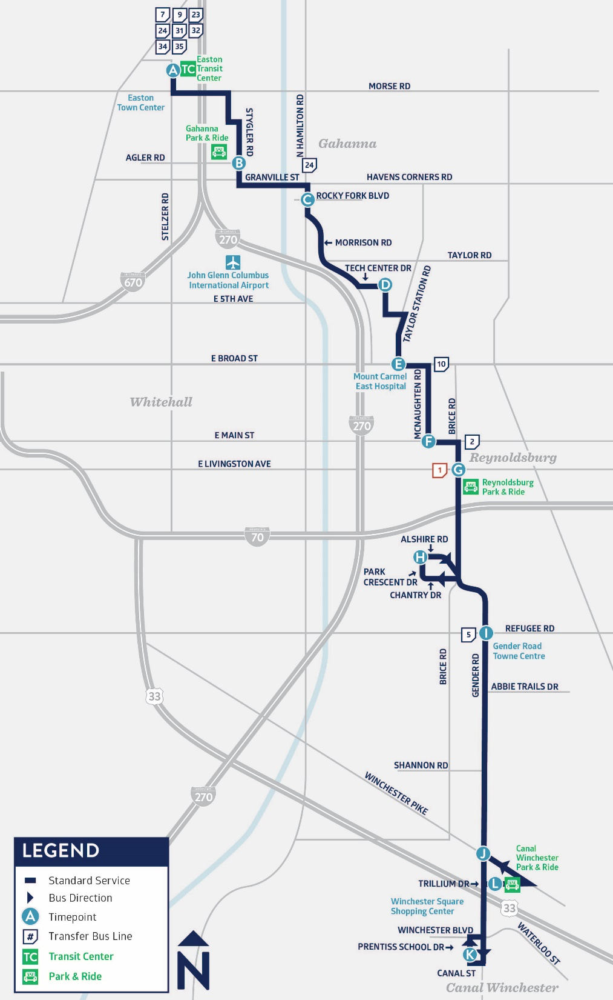 7 9 23
24 31 32
34 35
A TC Easton
Transit
Center
MORSE RD
Easton
Town Center
STYGLER RD
N HAMILTON RD
Gahanna
Park & Ride
Gahanna
AGLER RD
B
24
GRANVILLE ST
HAVENS CORNERS RD
C ROCKY FORK BLVD
STELZER RD
INTERSTATE
270
MORRISON RD
TAYLOR RD
TECH CENTER DR
John Glenn Columbus
International Airport
INTERSTATE
670
D
TAYLOR STATION RD
E 5TH AVE
E BROAD ST
E
10
Mount Carmel
East Hospital
MCNAUGHTEN RD
BRICE RD
Whitehall
INTERSTATE
270
E MAIN ST
F
2
Reynoldsburg
E LIVINGSTON AVE
1
G
Reynoldsburg
Park & Ride
INTERSTATE
70
ALSHIRE RD
H
PARK
CRESCENT DR
CHANTRY DR
5
I
REFUGEE RD
Gender Road
Towne Centre
BRICE RD
GENDER RD
ABBIE TRAILS DR
33
SHANNON RD
WINCHESTER PIKE
INTERSTATE
270
J
Canal
Winchester
Park & Ride
TRILLIUM DR
L
Winchester Square
Shopping Center
33
WINCHESTER BLVD
WATERLOO ST
PRENTISS SCHOOL DR
K
CANAL ST
Canal Winchester
LEGEND
Standard Service
Bus Direction
A Timepoint
# Transfer Bus Line
TC Transit Center
Park & Ride
N